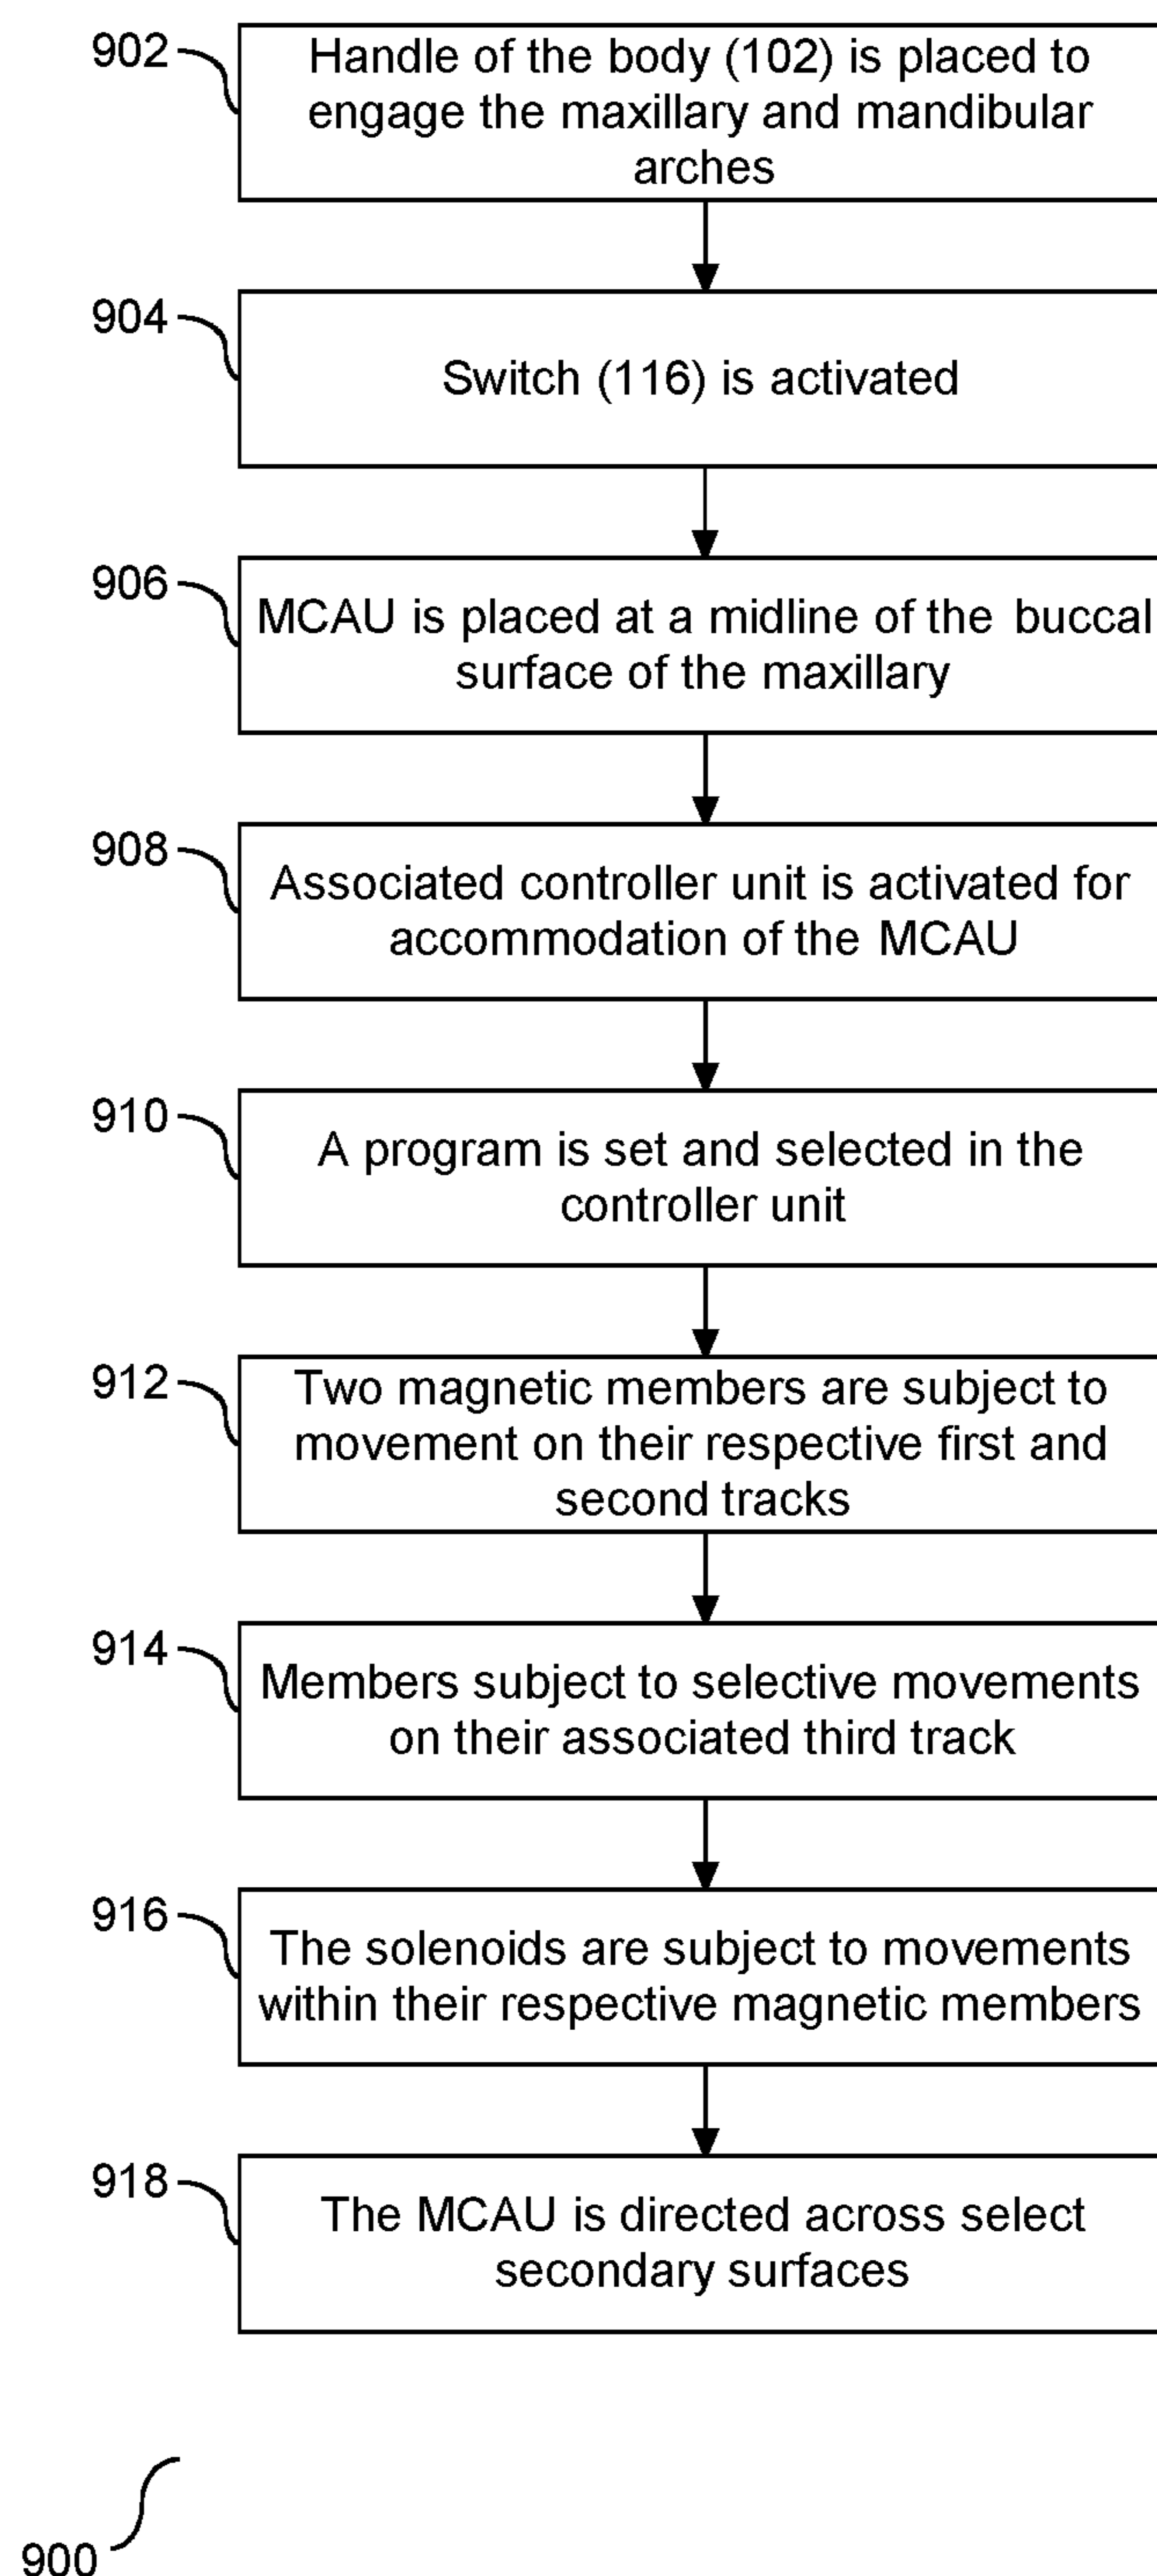 902
Handle of the body (102) is placed to
engage the maxillary and mandibular
arches
904
Switch (116) is activated
906
MCAU is placed at a midline of the buccal
surface of the maxillary
908
Associated controller unit is activated for
accommodation of the MCAU
910
A program is set and selected in the
controller unit
912
Two magnetic members are subject to
movement on their respective first and
second tracks
914
Members subject to selective movements
on their associated third track
916
The solenoids are subject to movements
within their respective magnetic members
918
The MCAU is directed across select
secondary surfaces
900